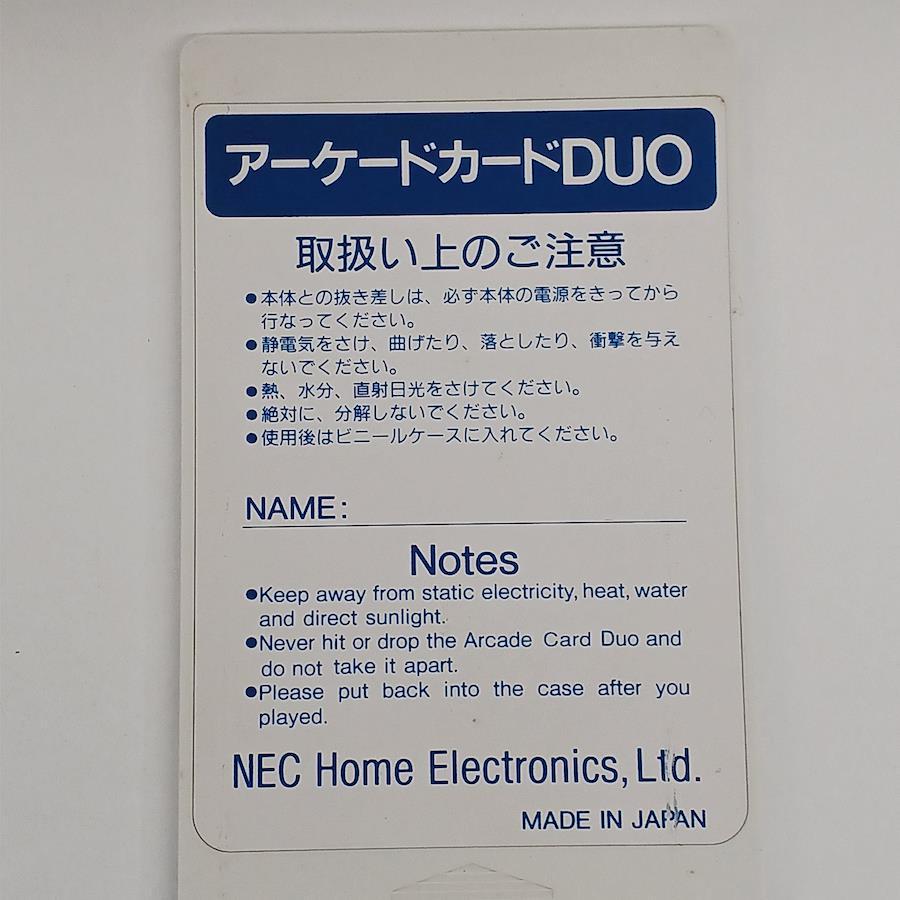 アーケードカードDUO
取扱い上のご注意
●本体との抜き差しは、必ず本体の電源をきってから
行なってください。
●静電気をさけ、曲げたり、落としたり、衝撃を与え
ないでください。
●熱、水分、直射日光をさけてください。
●絶対に、分解しないでください。
●使用後はビニールケースに入れてください。
NAME:
Notes
●Keep away from static electricity, heat, water
and direct sunlight.
●Never hit or drop the Arcade Card Duo and
do not take it apart.
●Please put back into the case after you
played.
NEC Home Electronics, Ltd.
MADE IN JAPAN